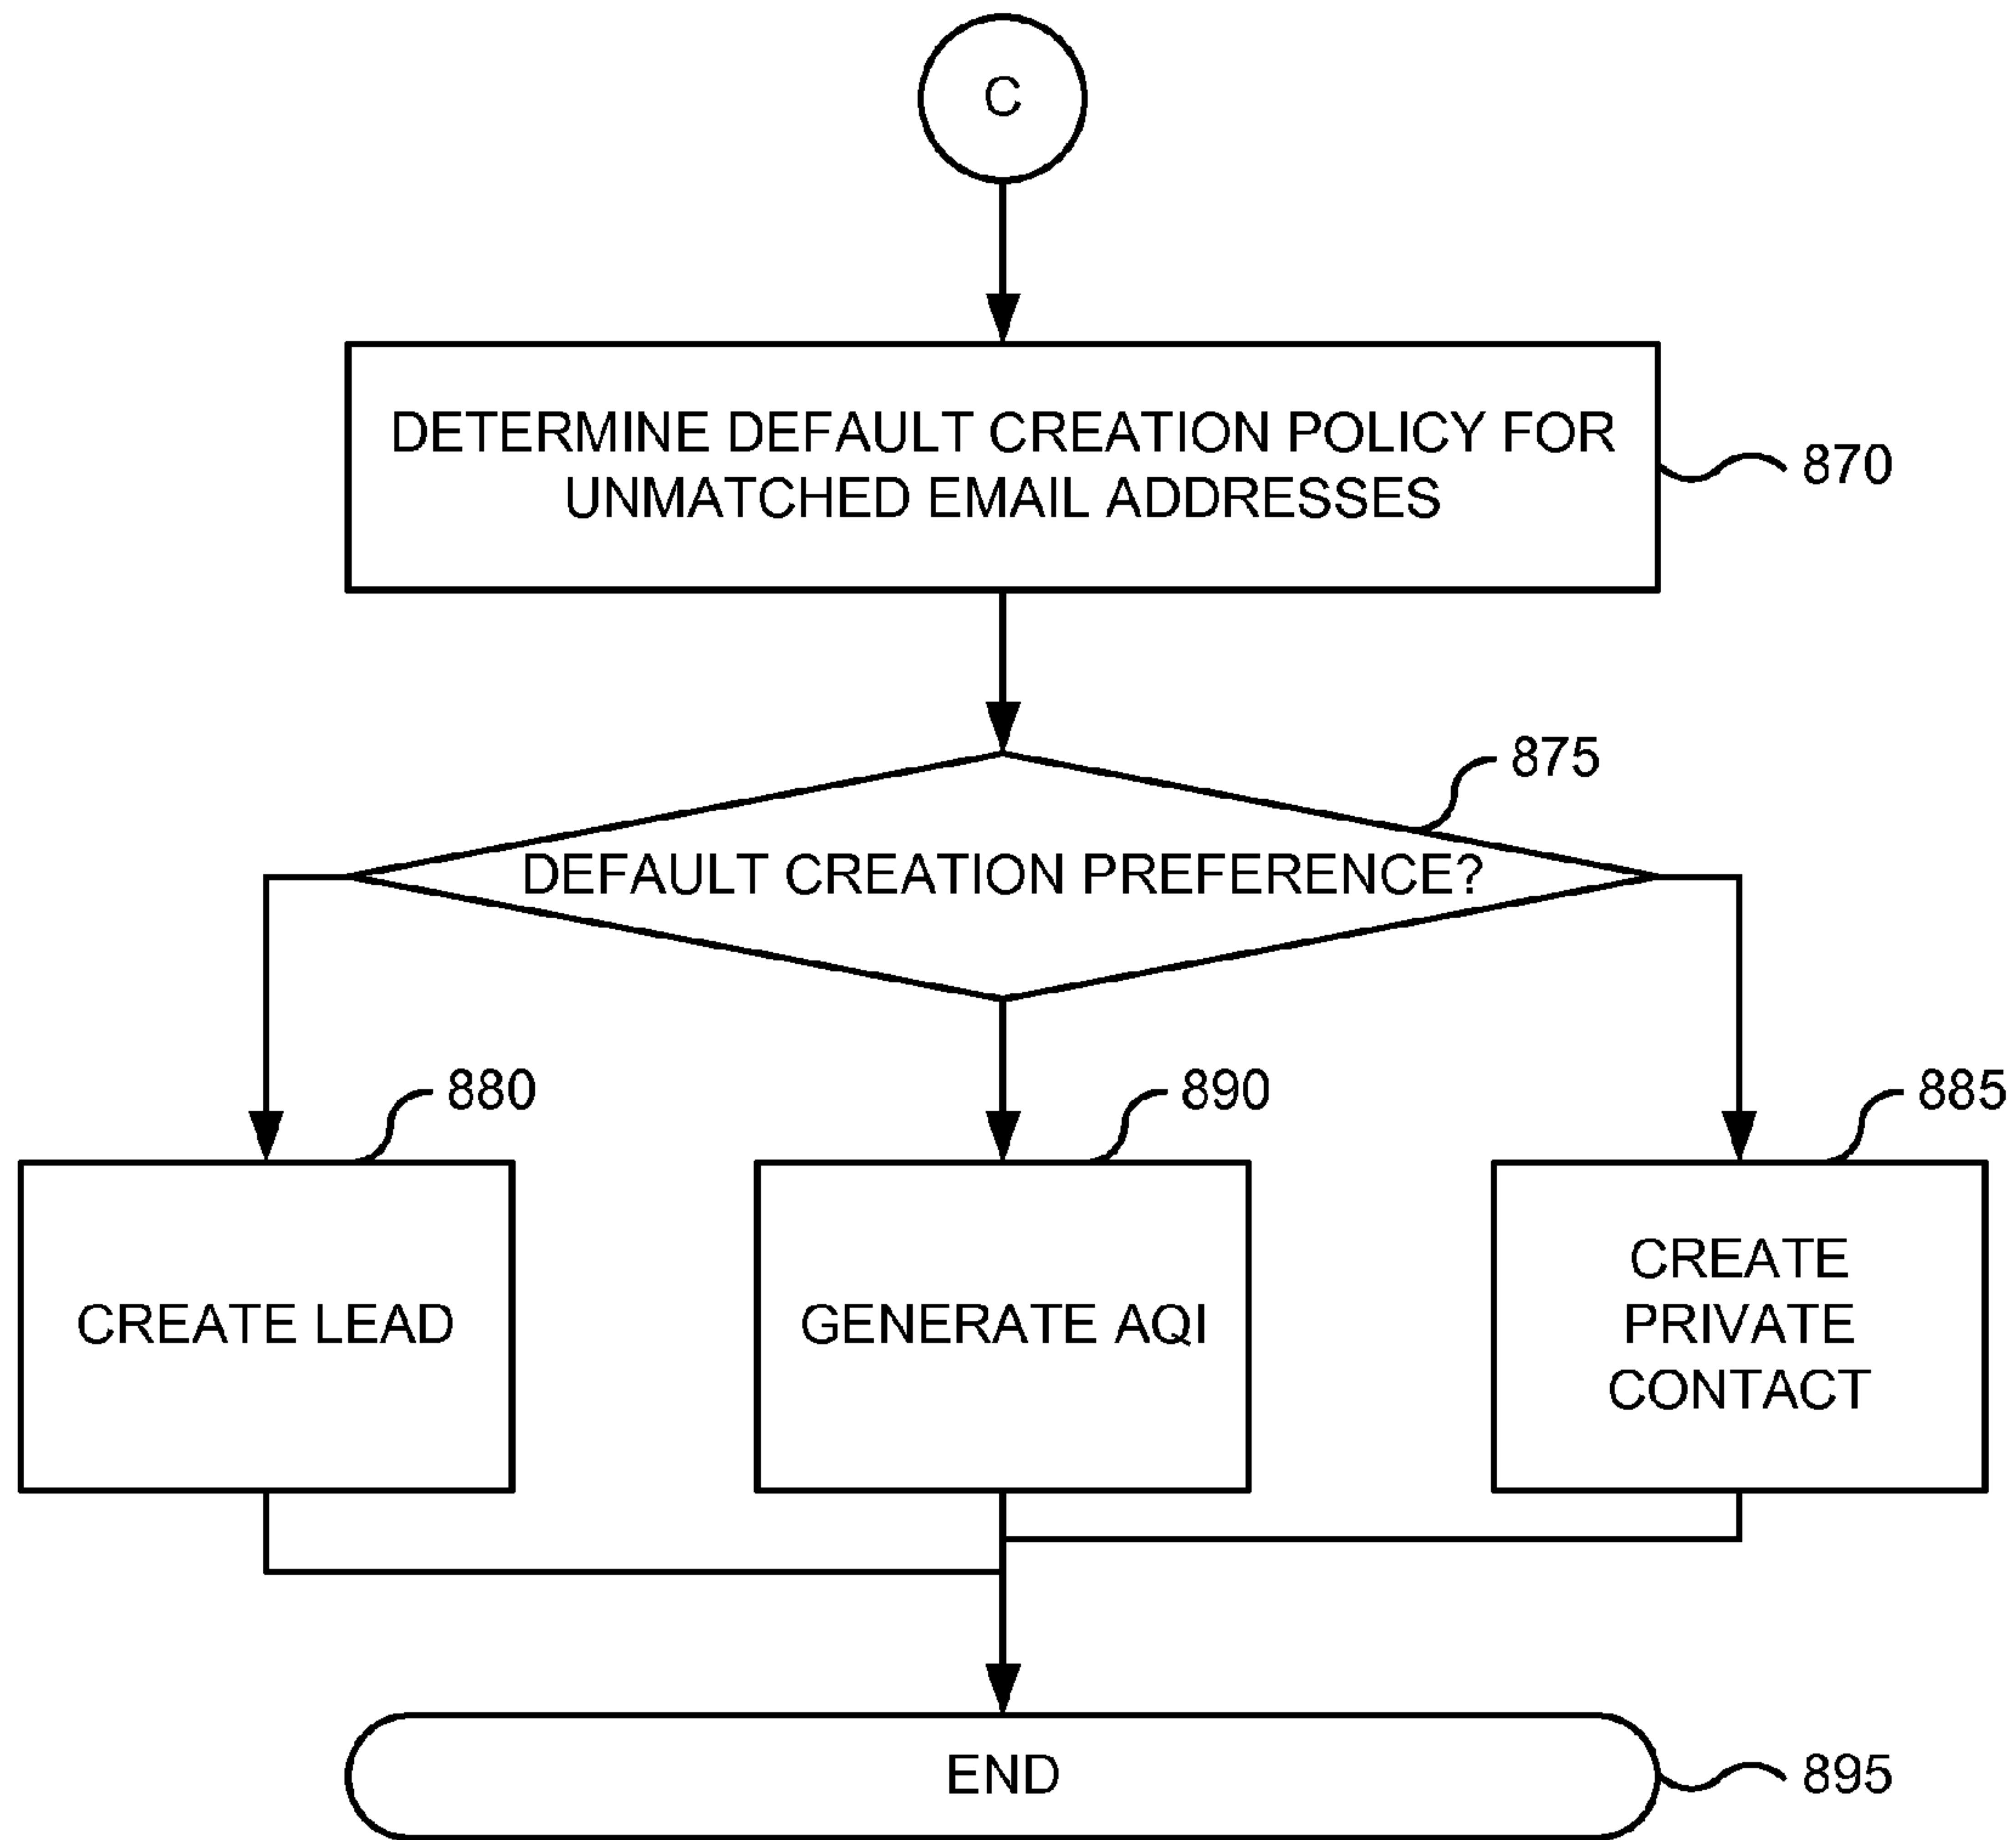 C
DETERMINE DEFAULT CREATION POLICY FOR
UNMATCHED EMAIL ADDRESSES
870
875
DEFAULT CREATION PREFERENCE?
880
890
885
CREATE LEAD
GENERATE AQI
CREATE
PRIVATE
CONTACT
END
895